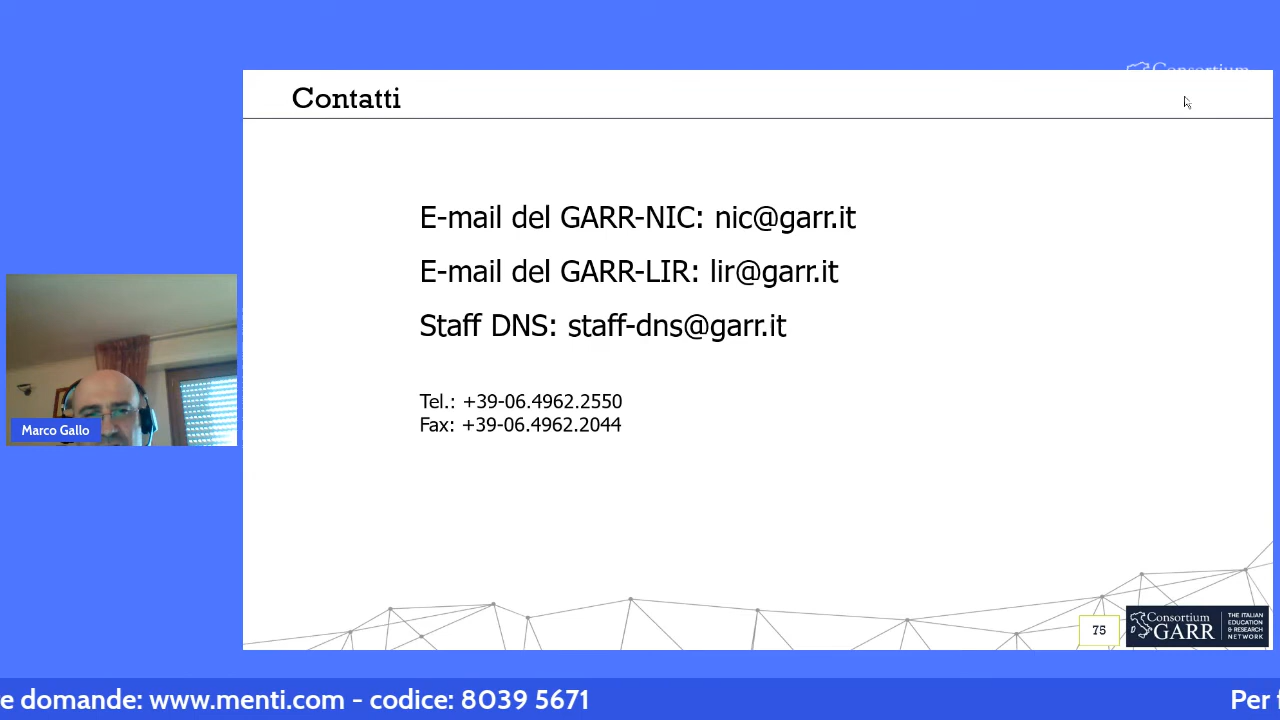 Consortium
Contatti
E-mail del GARR-NIC: nic@garr.it
E-mail del GARR-LIR: lir@garr.it
Staff DNS: staff-dns@garr.it
Tel.: +39-06.4962.2550
Fax: +39-06.4962.2044
Marco Gallo
75
Consortium
GARR
THE ITALIAN
EDUCATION
& RESEARCH
NETWORK
e domande: www.menti.com - codice: 8039 5671
Per